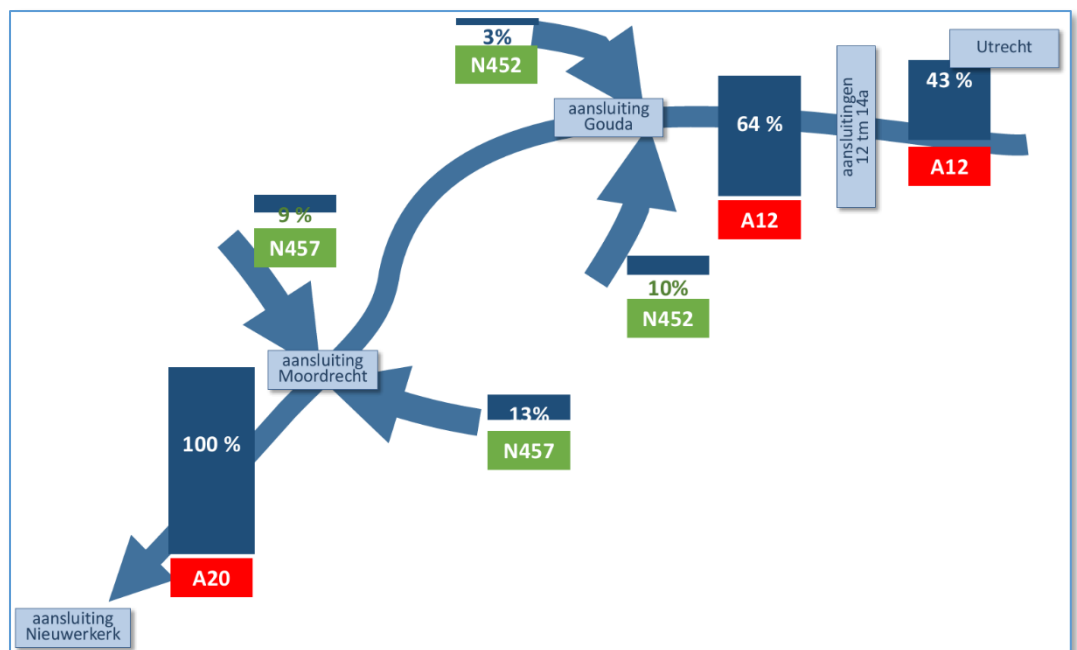 3%
N452
Utrecht
43 %
A12
aansluitingen
12 tm 14a
64 %
A12
aansluiting
Gouda
10%
N452
9 %
N457
aansluiting
Moordrecht
13%
N457
100 %
A20
aansluiting
Nieuwerkerk